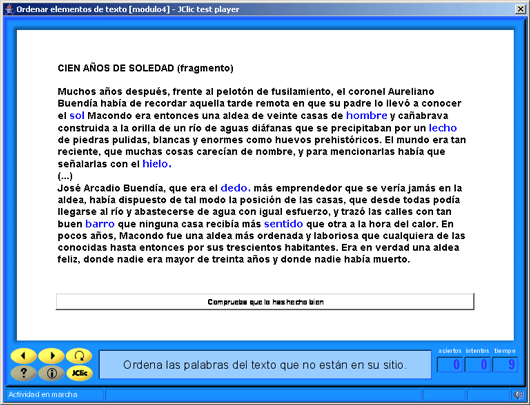 Ordenar elementos de texto [modulo4] - JClic test player
CIEN AÑOS DE SOLEDAD (fragmento)
Muchos años después, frente al pelotón de fusilamiento, el coronel Aureliano
Buendía había de recordar aquella tarde remota en que su padre lo llevó a conocer
el sol Macondo era entonces una aldea de veinte casas de hombre y cañabrava
construida a la orilla de un río de aguas diáfanas que se precipitaban por un lecho
de piedras pulidas, blancas y enormes como huevos prehistóricos. El mundo era tan
reciente, que muchas cosas carecían de nombre, y para mencionarlas había que
señalarlas con el hielo.
(...)
José Arcadio Buendía, que era el dedo. más emprendedor que se vería jamás en la
aldea, había dispuesto de tal modo la posición de las casas, que desde todas podía
llegarse al río y abastecerse de agua con igual esfuerzo, y trazó las calles con tan
buen barro que ninguna casa recibía más sentido que otra a la hora del calor. En
pocos años, Macondo fue una aldea más ordenada y laboriosa que cualquiera de las
conocidas hasta entonces por sus trescientos habitantes. Era en verdad una aldea
feliz, donde nadie era mayor de treinta años y donde nadie había muerto.
Comprueba que lo has hecho bien
Ordena las palabras del texto que no están en su sitio.
aciertos intentos tiempo
0 0 9
? i JClic
Actividad en marcha